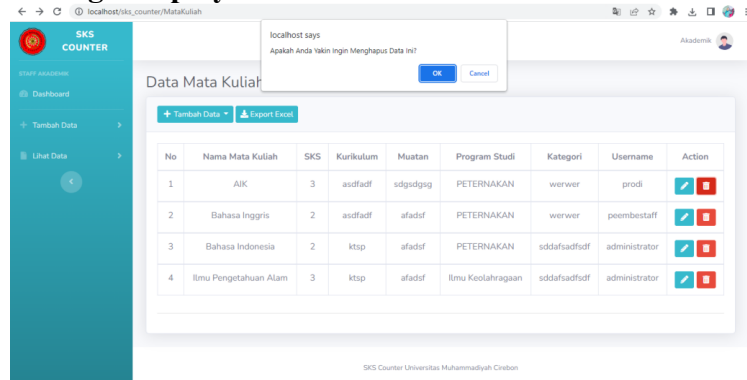 localhost/sks_counter/MataKuliah
SKS
COUNTER
localhost says
Apakah Anda Yakin Ingin Menghapus Data Ini?
OK Cancel
Akademik
STAFF AKADEMIK
Dashboard
Tambah Data
Lihat Data
Data Mata Kuliah
Tambah Data Export Excel
No Nama Mata Kuliah SKS Kurikulum Muatan Program Studi Kategori Username Action
1 AIK 3 asdfadf sdgsdgsg PETERNAKAN werwer prodi
2 Bahasa Inggris 2 asdfadf afadsf PETERNAKAN werwer peembestaff
3 Bahasa Indonesia 2 ktsp afadsf PETERNAKAN sddafsadfsdf administrator
4 Ilmu Pengetahuan Alam 3 ktsp afadsf Ilmu Keolahragaan sddafsadfsdf administrator
SKS Counter Universitas Muhammadiyah Cirebon